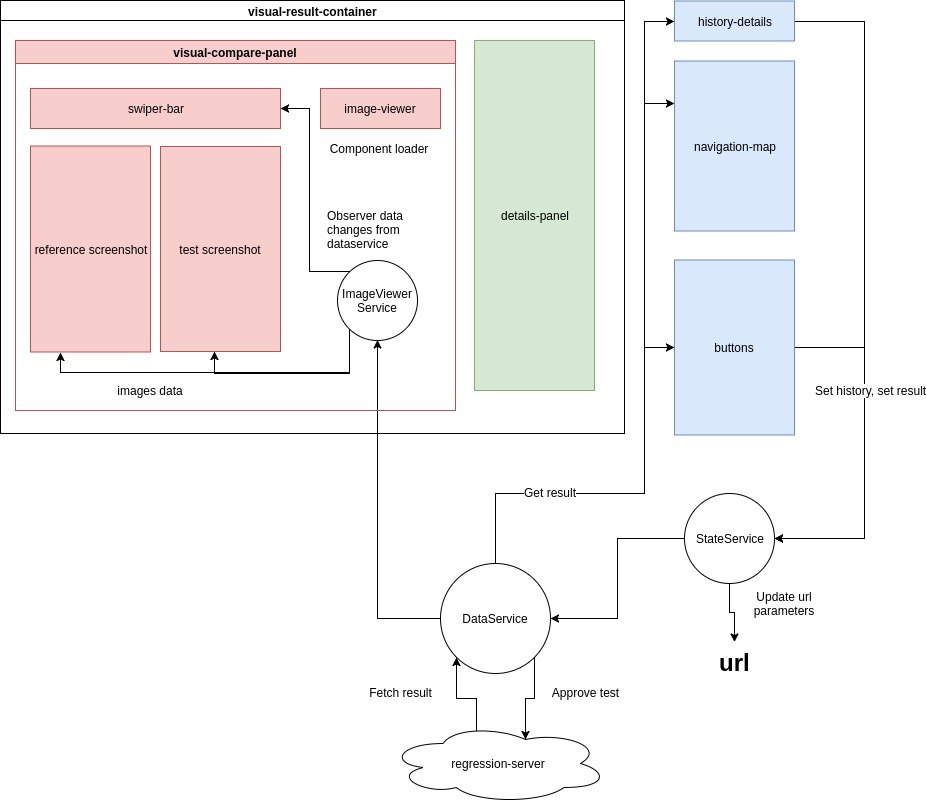 visual-result-container
history-details
visual-compare-panel
swiper-bar
image-viewer
Component loader
navigation-map
reference screenshot
test screenshot
Observer data
changes from
dataservice
details-panel
ImageViewer
Service
buttons
images data
Set history, set result
Get result
StateService
Update url
parameters
DataService
url
Fetch result
Approve test
regression-server